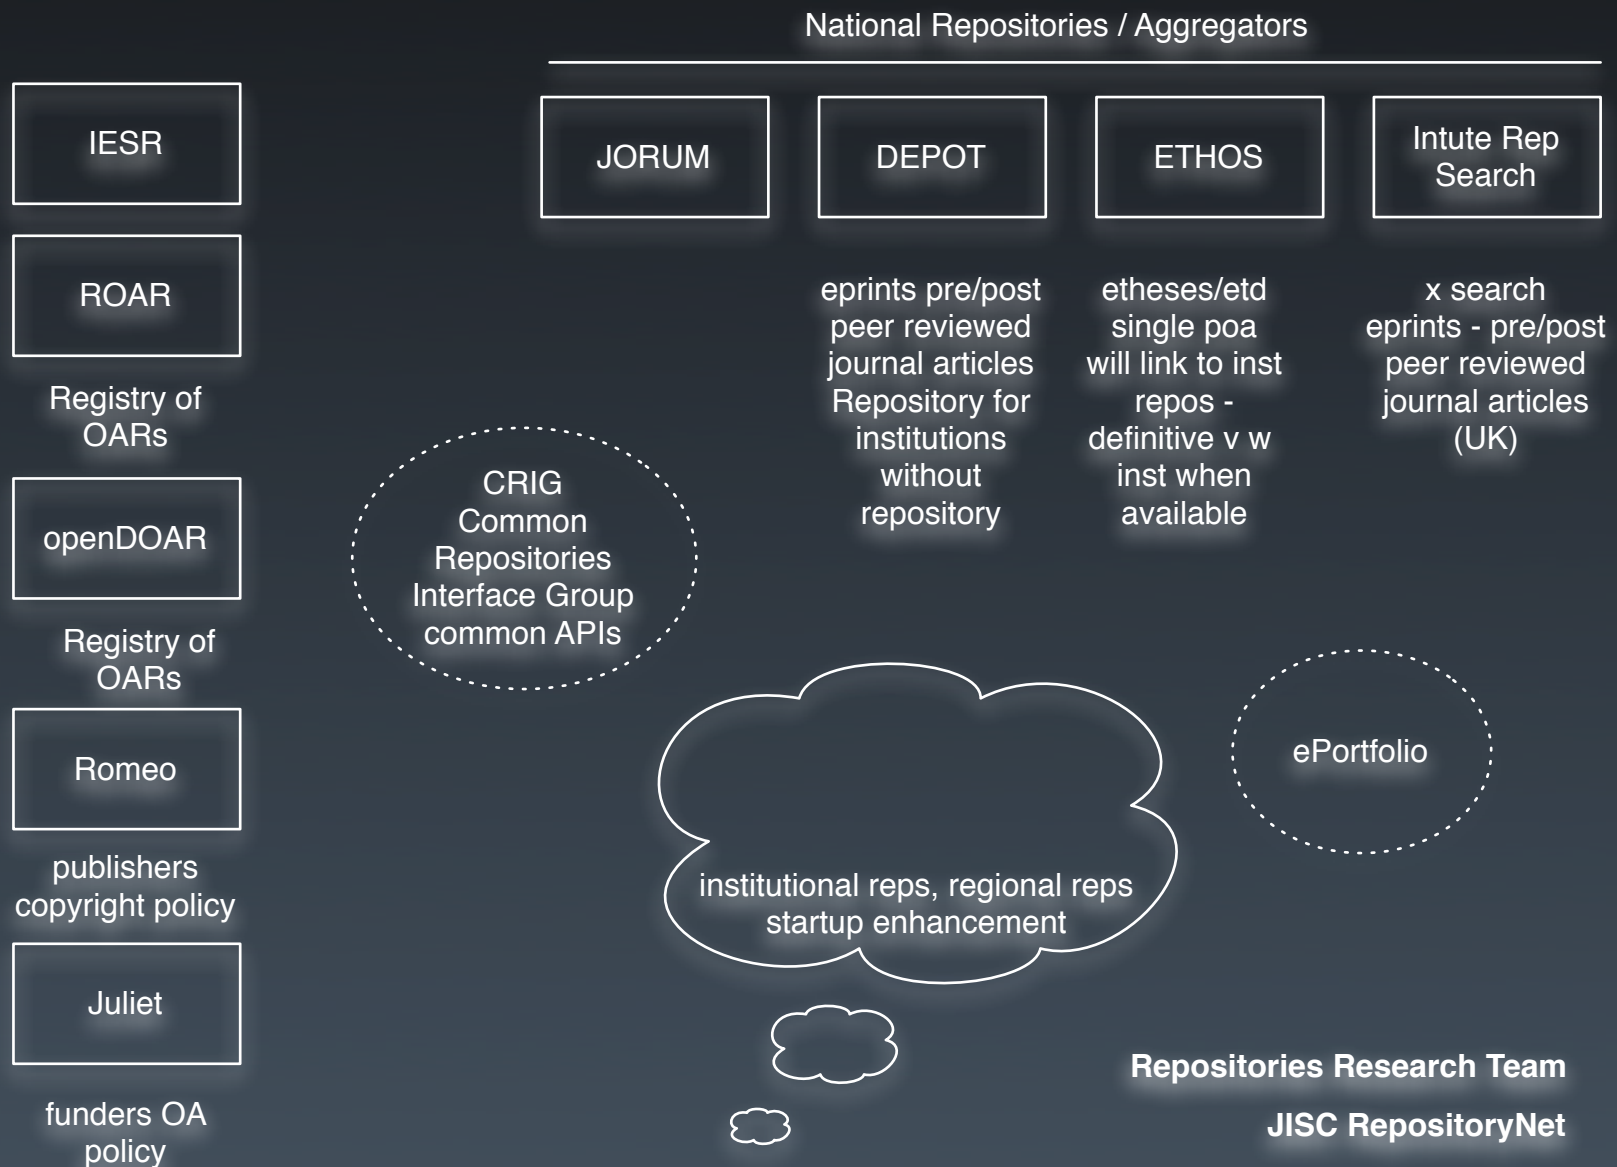 National Repositories / Aggregators
IESR
ROAR
Registry of
OARs
openDOAR
Registry of
OARs
Romeo
publishers
copyright policy
Juliet
funders OA
policy
JORUM
DEPOT
eprints pre/post
peer reviewed
journal articles
Repository for
institutions
without
repository
ETHOS
etheses/etd
single poa
will link to inst
repos -
definitive v w
inst when
available
Intute Rep
Search
x search
eprints - pre/post
peer reviewed
journal articles
(UK)
CRIG
Common
Repositories
Interface Group
common APIs
institutional reps, regional reps
startup enhancement
ePortfolio
Repositories Research Team
JISC RepositoryNet